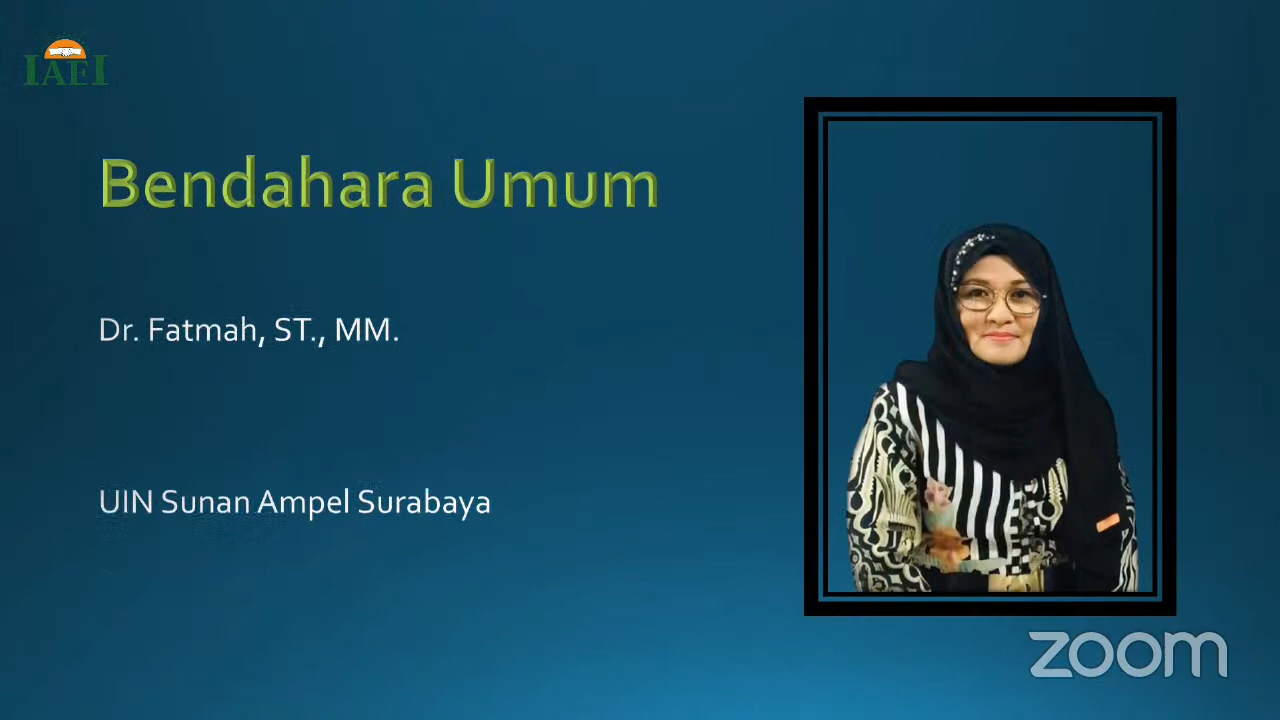 IAEI
Bendahara Umum
Dr. Fatmah, ST., MM.
UIN Sunan Ampel Surabaya
zoom